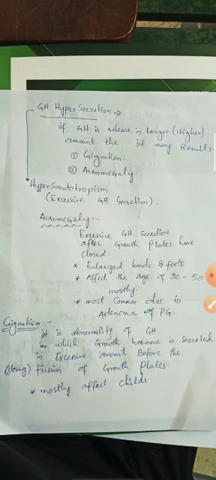 GH Hyper Secretion ⇒
if GH is release in larger (Higher)
amount the it may Results
① Gigantism.
② Acromegaly
Hypersomatotropism
(Excessive GH Secretion).
Acromegaly:-
Excessive GH Secretion
after Growth Plates have
closed.
* Enlarged hands & feets
* Affect the age of 30-50
mostly
* most common due to
Adenoma of PG.
Gigantism:-
it is abnormality of GH
in which Growth hormone is secreted
in Excessive amount Before the
(closing) Fusion of Growth Plates
* mostly affect childs